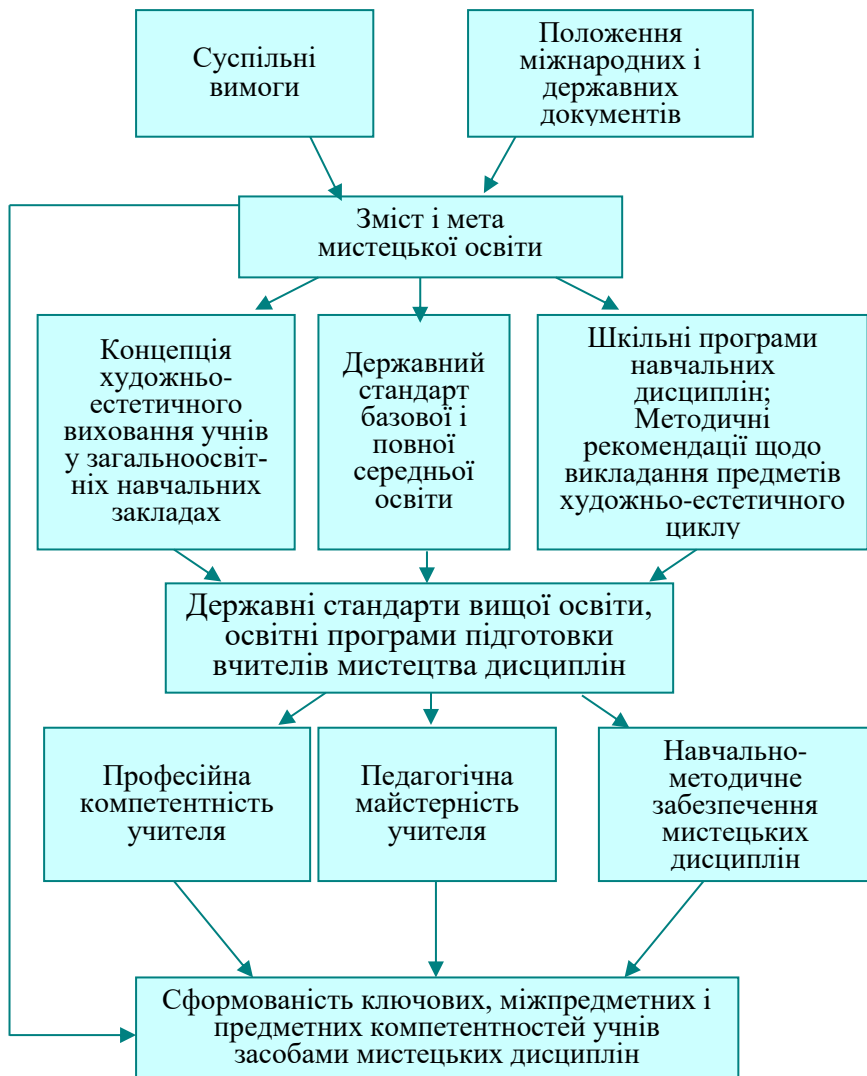 Суспільні
вимоги
Положення
міжнародних і
державних
документів
Зміст і мета
мистецької освіти
Концепція
художньо-
естетичного
виховання учнів
у загальноосвіт-
ніх навчальних
закладах
Державний
стандарт
базової і
повної
середньої
освіти
Шкільні програми
навчальних
дисциплін;
Методичні
рекомендації щодо
викладання предметів
художньо-естетичного
циклу
Державні стандарти вищої освіти,
освітні програми підготовки
вчителів мистецтва дисциплін
Професійна
компетентність
учителя
Педагогічна
майстерність
учителя
Навчально-
методичне
забезпечення
мистецьких
дисциплін
Сформованість ключових, міжпредметних і
предметних компетентностей учнів
засобами мистецьких дисциплін